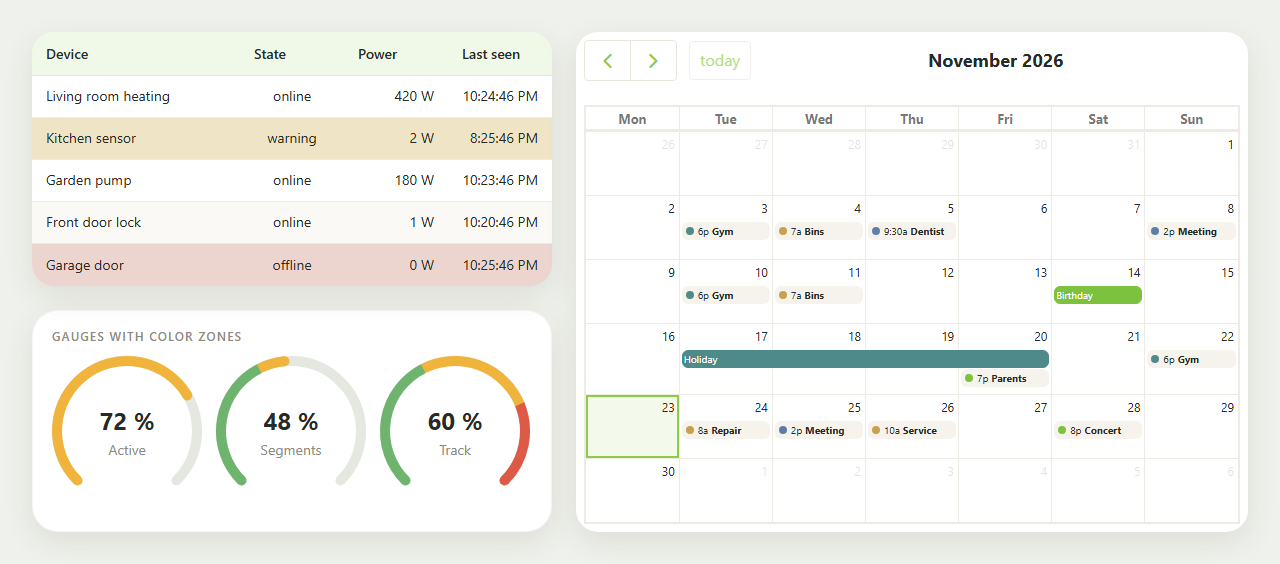 Device State Power Last seen
Living room heating online 420 W 10:24:46 PM
Kitchen sensor warning 2 W 8:25:46 PM
Garden pump online 180 W 10:23:46 PM
Front door lock online 1 W 10:20:46 PM
Garage door offline 0 W 10:25:46 PM
GAUGES WITH COLOR ZONES
72 % 48 % 60 %
Active Segments Track
today November 2026
Mon Tue Wed Thu Fri Sat Sun
26 27 28 29 30 31 1
2 3 4 5 6 7 8
6p Gym 7a Bins 9:30a Dentist 2p Meeting
9 10 11 12 13 14 15
6p Gym 7a Bins Birthday
16 17 18 19 20 21 22
Holiday 6p Gym
7p Parents
23 24 25 26 27 28 29
8a Repair 2p Meeting 10a Service 8p Concert
30 1 2 3 4 5 6